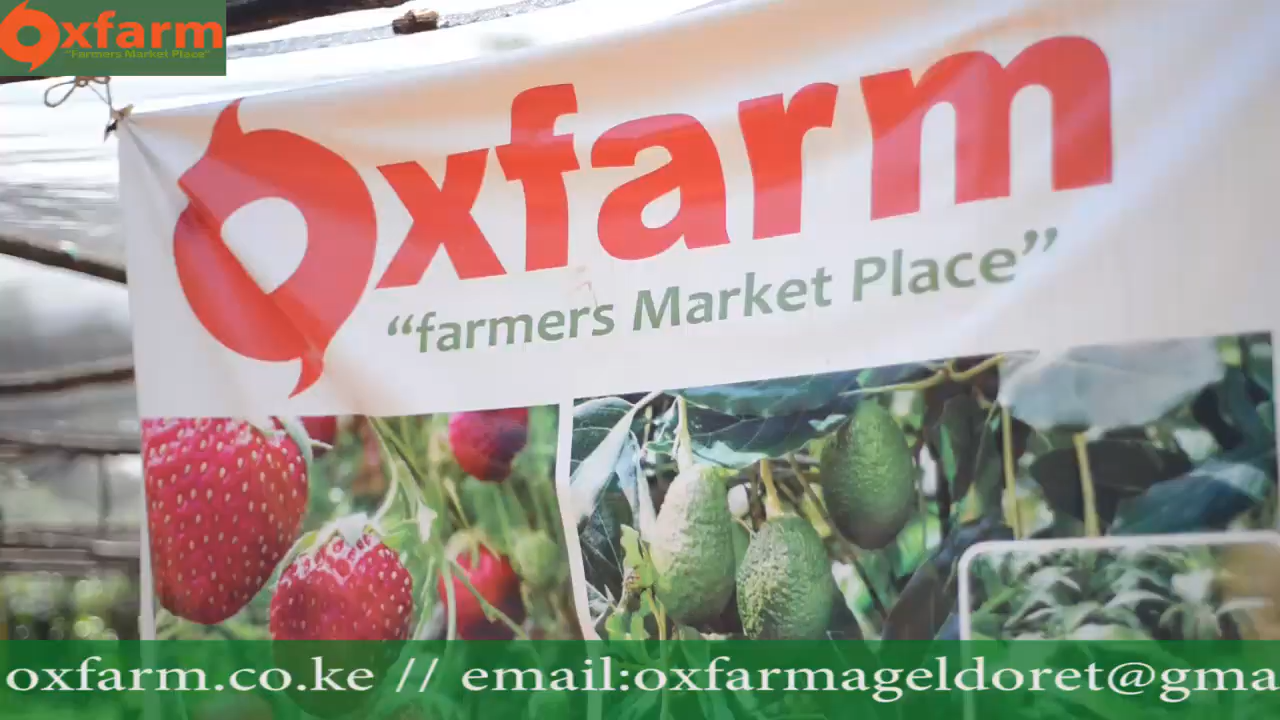 Oxfarm
"Farmers Market Place"
Oxfarm
"farmers Market Place"
oxfarm.co.ke // email:oxfarmageldoret@gma